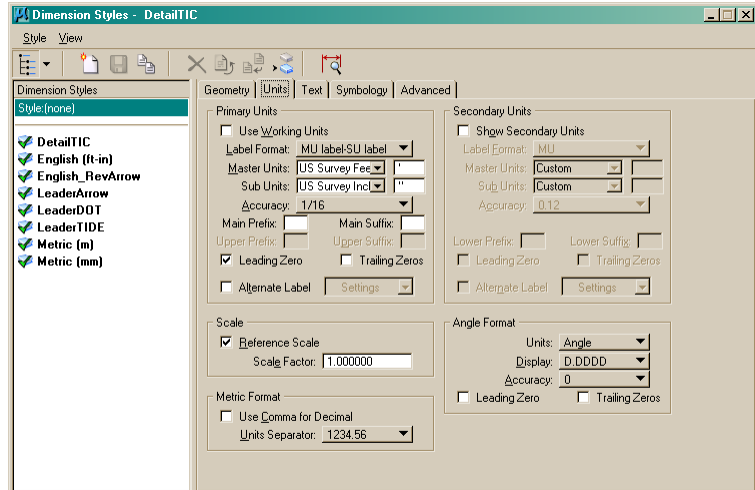 Dimension Styles - DetailTIC
Style View
Dimension Styles
Style:(none)
DetailTIC
English (ft-in)
English_RevArrow
LeaderArrow
LeaderDOT
LeaderTIDE
Metric (m)
Metric (mm)
Geometry Units Text Symbology Advanced
Primary Units
Use Working Units
Label Format: MU label-SU label
Master Units: US Survey Fee '
Sub Units: US Survey Incl "
Accuracy: 1/16
Main Prefix: Main Suffix:
Upper Prefix: Upper Suffix:
Leading Zero Trailing Zeros
Alternate Label Settings
Secondary Units
Show Secondary Units
Label Format: MU
Master Units: Custom
Sub Units: Custom
Accuracy: 0.12
Lower Prefix: Lower Suffix:
Leading Zero Trailing Zeros
Alternate Label Settings
Scale
Reference Scale
Scale Factor: 1.000000
Angle Format
Units: Angle
Display: D.DDDD
Accuracy: 0
Leading Zero Trailing Zeros
Metric Format
Use Comma for Decimal
Units Separator: 1234.56